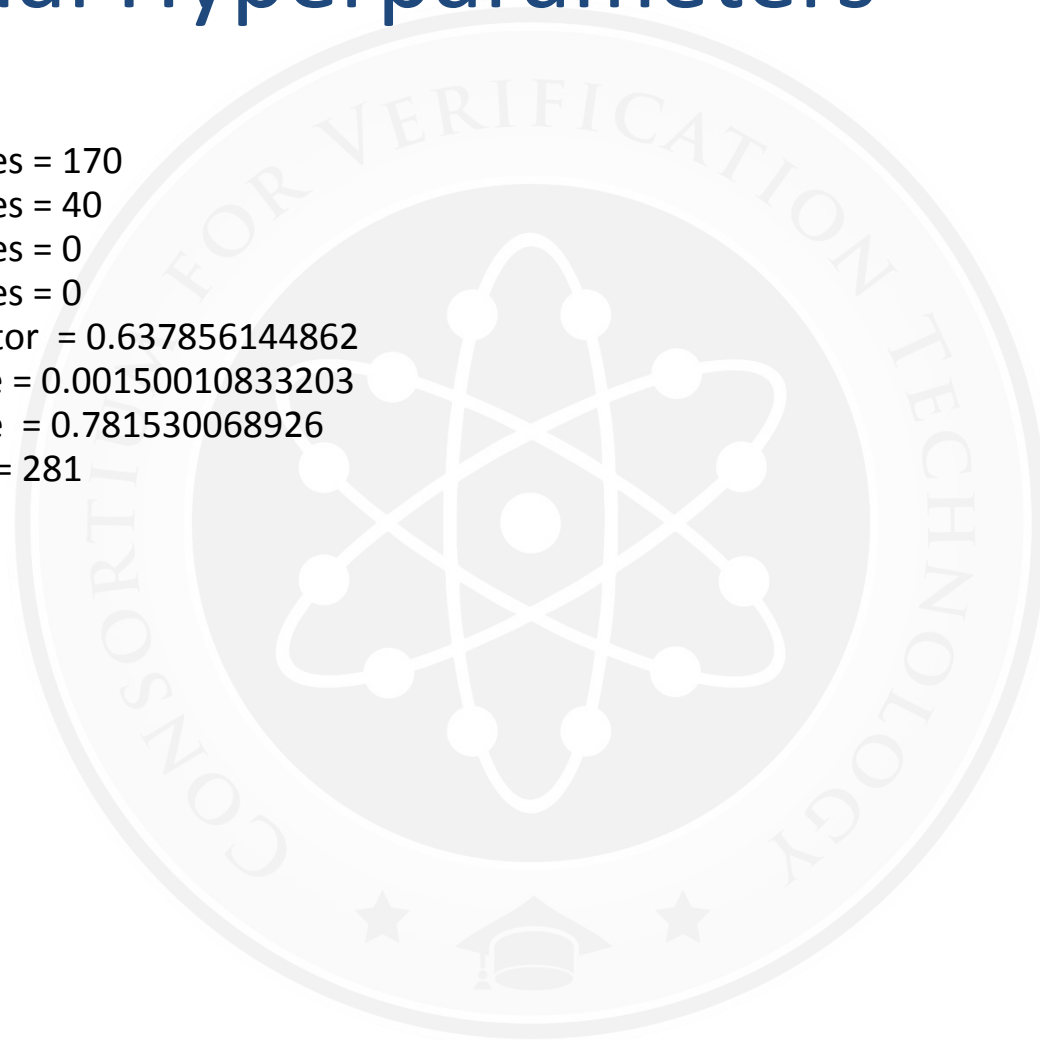 Hyperparameters
es = 170
es = 40
es = 0
es = 0
tor = 0.637856144862
= 0.00150010833203
= 0.781530068926
= 281
CONSORTIUM FOR VERIFICATION TECHNOLOGY